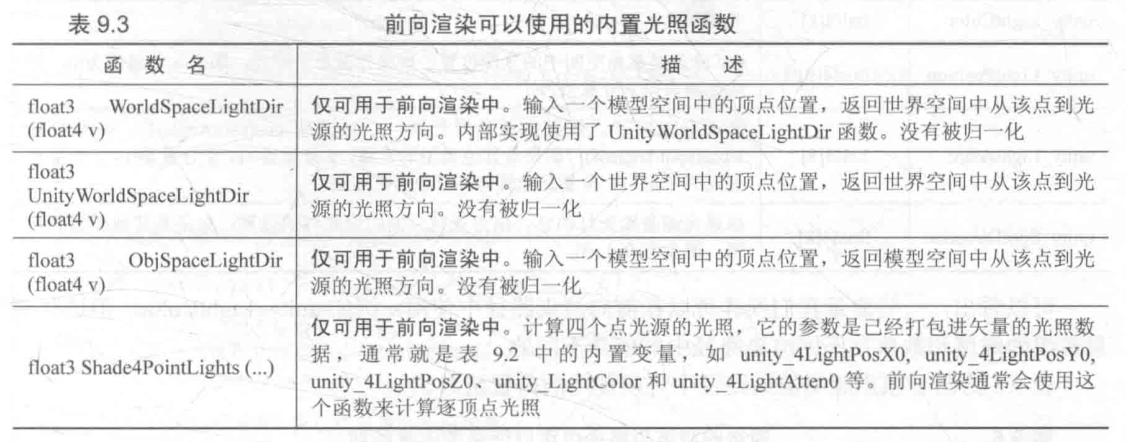 表 9.3 前向渲染可以使用的内置光照函数
函 数 名 描 述
float3 WorldSpaceLightDir 仅可用于前向渲染中。输入一个模型空间中的顶点位置，返回世界空间中从该点到光
(float4 v) 源的光照方向。内部实现使用了 UnityWorldSpaceLightDir 函数。没有被归一化
float3
UnityWorldSpaceLightDir
(float4 v)
仅可用于前向渲染中。输入一个世界空间中的顶点位置，返回世界空间中从该点到光
源的光照方向。没有被归一化
float3 ObjSpaceLightDir 仅可用于前向渲染中。输入一个模型空间中的顶点位置，返回模型空间中从该点到光
(float4 v) 源的光照方向。没有被归一化
float3 Shade4PointLights (...)
仅可用于前向渲染中。计算四个点光源的光照，它的参数是已经打包进矢量的光照数
据，通常就是表 9.2 中的内置变量，如 unity_4LightPosX0, unity_4LightPosY0,
unity_4LightPosZ0、unity_LightColor 和 unity_4LightAtten0 等。前向渲染通常会使用这
个函数来计算逐顶点光照